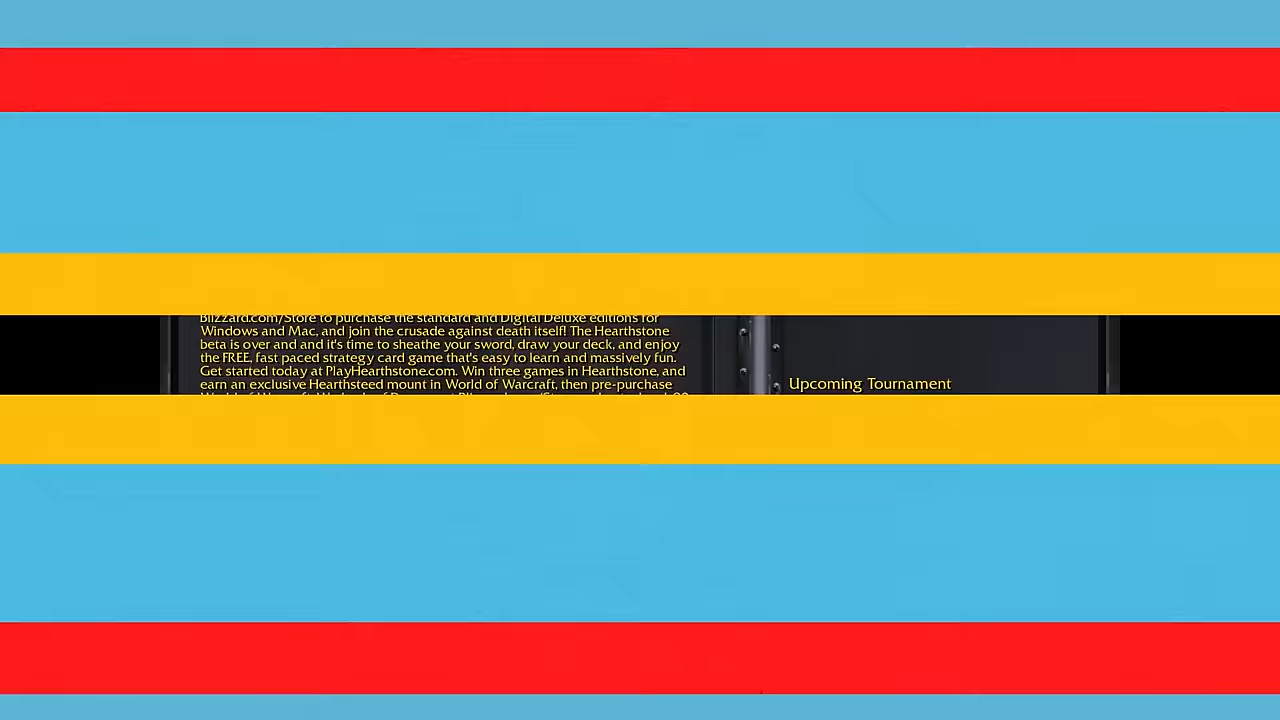 Blizzard.com/Store to purchase the standard and Digital Deluxe editions for
Windows and Mac, and join the crusade against death itself! The Hearthstone
beta is over and and it's time to sheathe your sword, draw your deck, and enjoy
the FREE, fast paced strategy card game that's easy to learn and massively fun.
Get started today at PlayHearthstone.com. Win three games in Hearthstone, and
earn an exclusive Hearthsteed mount in World of Warcraft, then pre-purchase
Upcoming Tournament